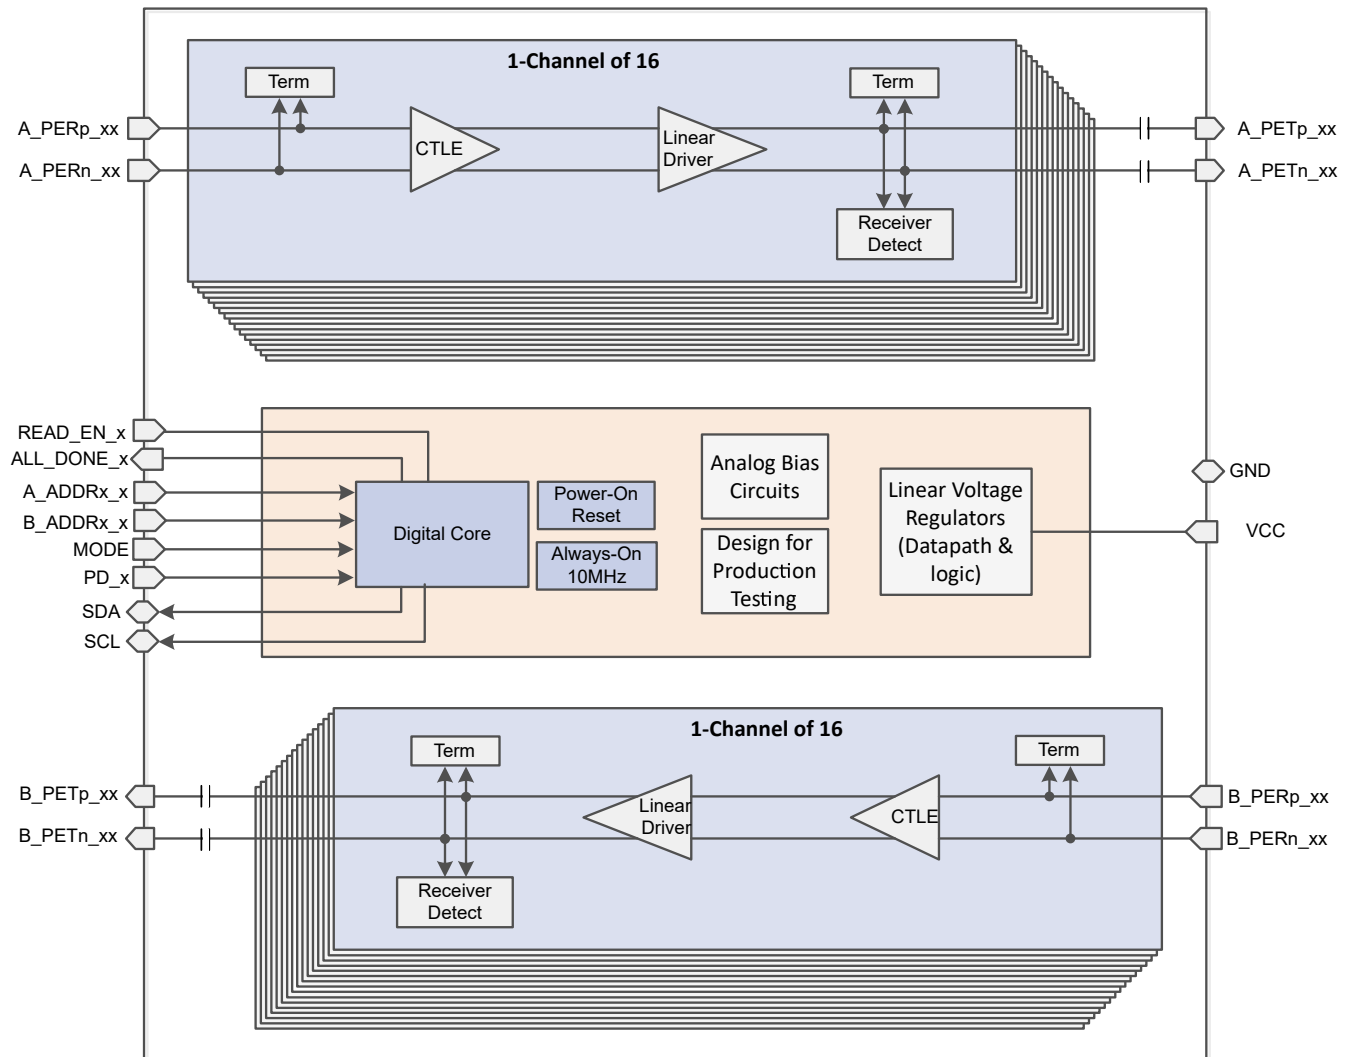 1-Channel of 16
Term
Term
A_PERp_xx
A_PETp_xx
CTLE
Linear
Driver
A_PERn_xx
A_PETn_xx
Receiver
Detect
READ_EN_x
ALL_DONE_x
A_ADDRx_x
B_ADDRx_x
MODE
PD_x
SDA
SCL
Digital Core
Power-On
Reset
Always-On
10MHz
Analog Bias
Circuits
Design for
Production
Testing
Linear Voltage
Regulators
(Datapath &
logic)
GND
VCC
1-Channel of 16
Term
Term
B_PETp_xx
B_PERp_xx
Linear
Driver
CTLE
B_PETn_xx
B_PERn_xx
Receiver
Detect